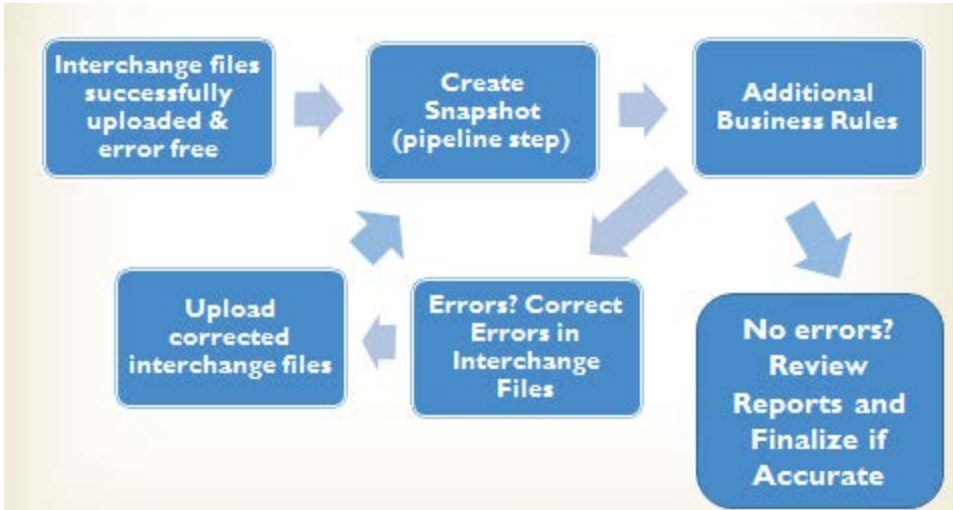 Interchange files
successfully
uploaded &
error free
Create
Snapshot
(pipeline step)
Additional
Business Rules
Upload
corrected
interchange files
Errors? Correct
Errors in
Interchange
Files
No errors?
Review
Reports and
Finalize if
Accurate